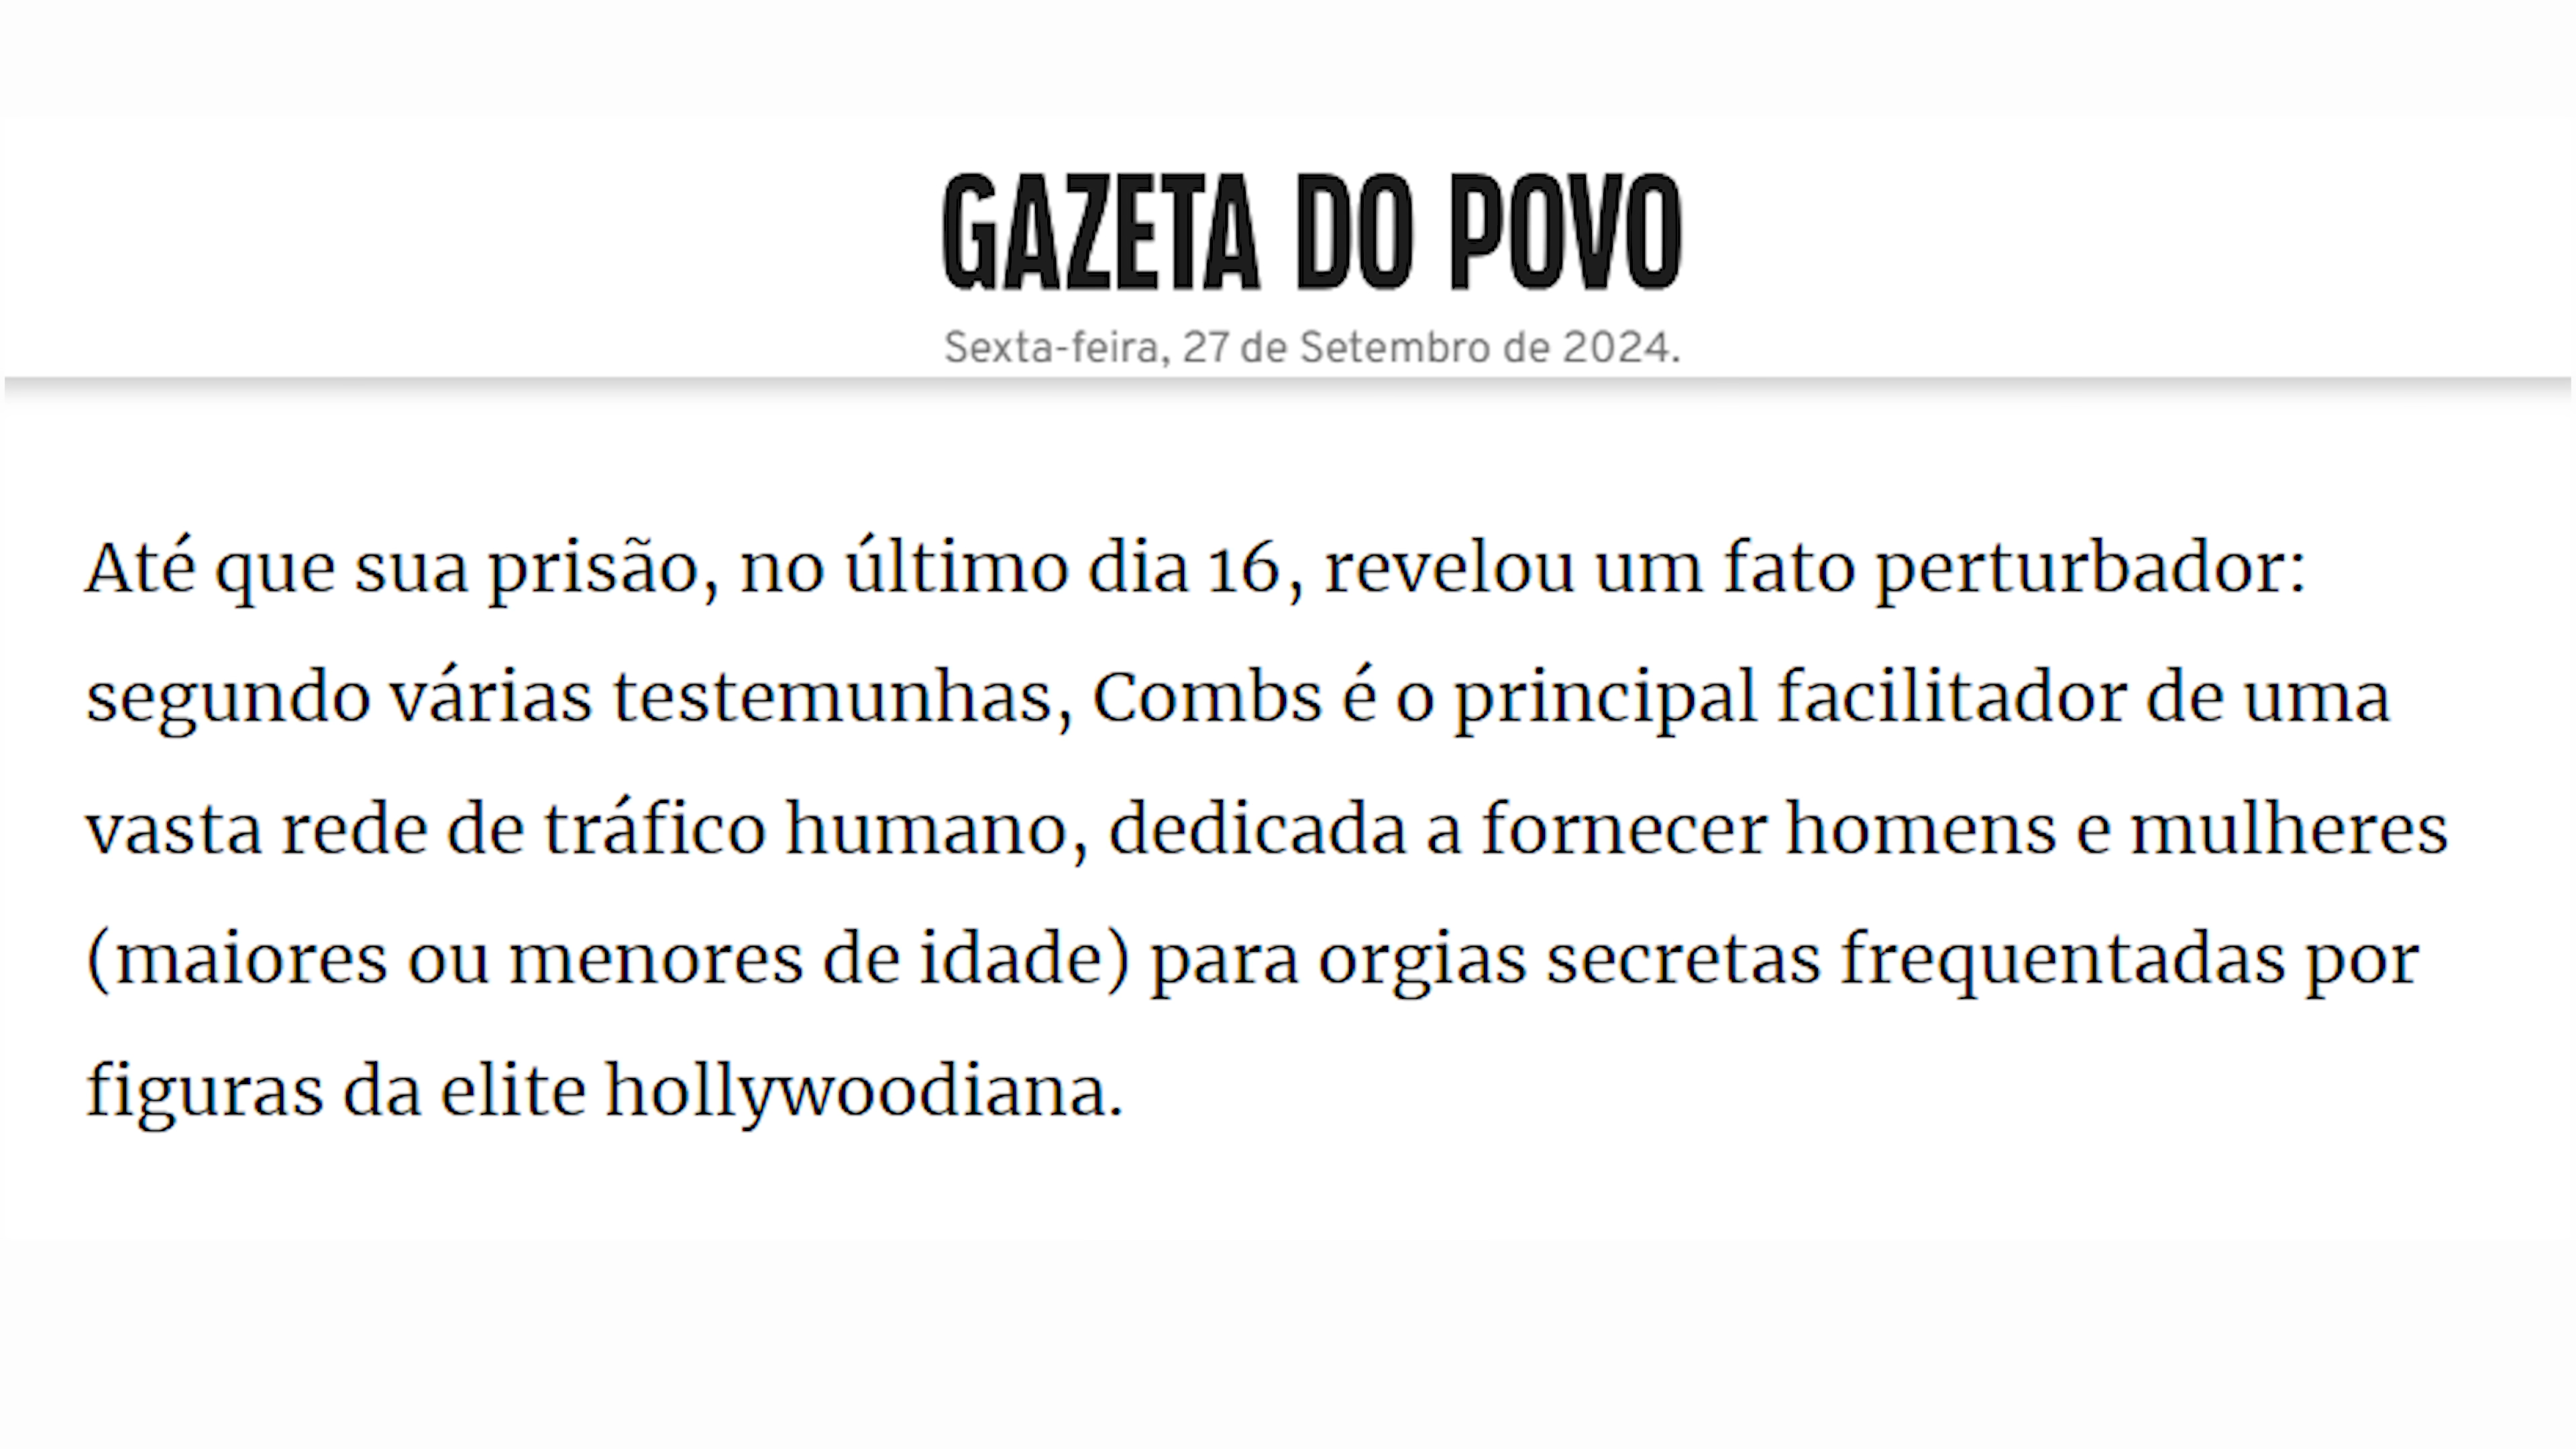 GAZETA DO POVO
Sexta-feira, 27 de Setembro de 2024.
Até que sua prisão, no último dia 16, revelou um fato perturbador:
segundo várias testemunhas, Combs é o principal facilitador de uma
vasta rede de tráfico humano, dedicada a fornecer homens e mulheres
(maiores ou menores de idade) para orgias secretas frequentadas por
figuras da elite hollywoodiana.